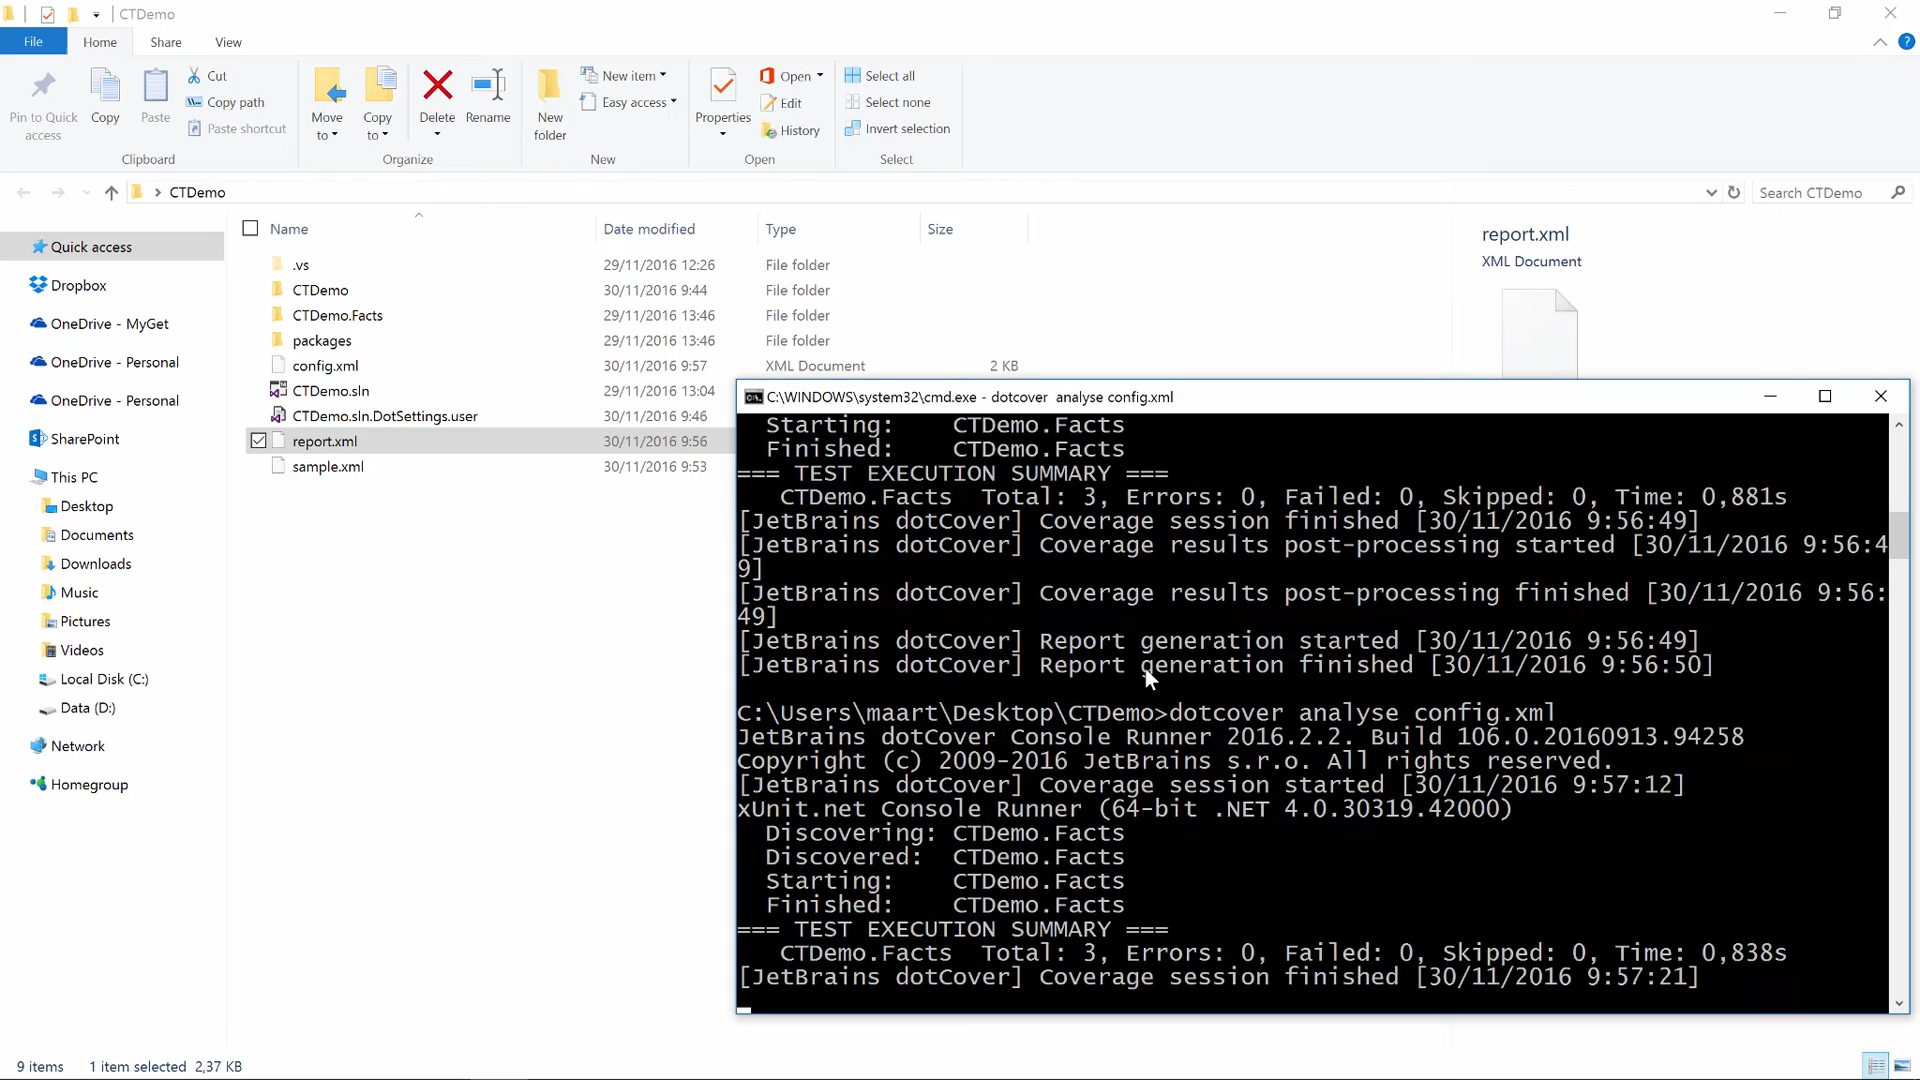 CTDemo
File
Home
Share
View
Pin to Quick access
Copy
Paste
Cut
Copy path
Paste shortcut
Clipboard
Move to
Copy to
Delete
Rename
Organize
New folder
New item
Easy access
New
Properties
Open
Edit
History
Open
Select all
Select none
Invert selection
Select
CTDemo
Search CTDemo
Quick access
Dropbox
OneDrive - MyGet
OneDrive - Personal
OneDrive - Personal
SharePoint
This PC
Desktop
Documents
Downloads
Music
Pictures
Videos
Local Disk (C:)
Data (D:)
Network
Homegroup
Name Date modified Type Size
.vs 29/11/2016 12:26 File folder
CTDemo 30/11/2016 9:44 File folder
CTDemo.Facts 29/11/2016 13:46 File folder
packages 29/11/2016 13:46 File folder
config.xml 30/11/2016 9:57 XML Document 2 KB
CTDemo.sln 29/11/2016 13:04
CTDemo.sln.DotSettings.user 30/11/2016 9:46
report.xml 30/11/2016 9:56
sample.xml 30/11/2016 9:53
report.xml
XML Document
C:\WINDOWS\system32\cmd.exe - dotcover  analyse config.xml
Starting:    CTDemo.Facts
Finished:    CTDemo.Facts
=== TEST EXECUTION SUMMARY ===
CTDemo.Facts  Total: 3, Errors: 0, Failed: 0, Skipped: 0, Time: 0,881s
[JetBrains dotCover] Coverage session finished [30/11/2016 9:56:49]
[JetBrains dotCover] Coverage results post-processing started [30/11/2016 9:56:4
9]
[JetBrains dotCover] Coverage results post-processing finished [30/11/2016 9:56:
49]
[JetBrains dotCover] Report generation started [30/11/2016 9:56:49]
[JetBrains dotCover] Report generation finished [30/11/2016 9:56:50]
C:\Users\maart\Desktop\CTDemo>dotcover analyse config.xml
JetBrains dotCover Console Runner 2016.2.2. Build 106.0.20160913.94258
Copyright (c) 2009-2016 JetBrains s.r.o. All rights reserved.
[JetBrains dotCover] Coverage session started [30/11/2016 9:57:12]
xUnit.net Console Runner (64-bit .NET 4.0.30319.42000)
Discovering: CTDemo.Facts
Discovered:  CTDemo.Facts
Starting:    CTDemo.Facts
Finished:    CTDemo.Facts
=== TEST EXECUTION SUMMARY ===
CTDemo.Facts  Total: 3, Errors: 0, Failed: 0, Skipped: 0, Time: 0,838s
[JetBrains dotCover] Coverage session finished [30/11/2016 9:57:21]
9 items 1 item selected 2,37 KB